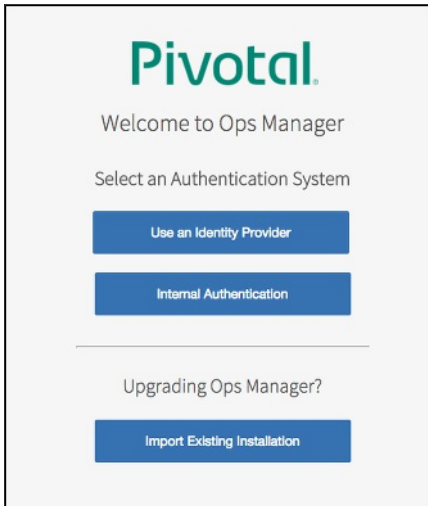 Pivotal.
Welcome to Ops Manager
Select an Authentication System
Use an Identity Provider
Internal Authentication
Upgrading Ops Manager?
Import Existing Installation